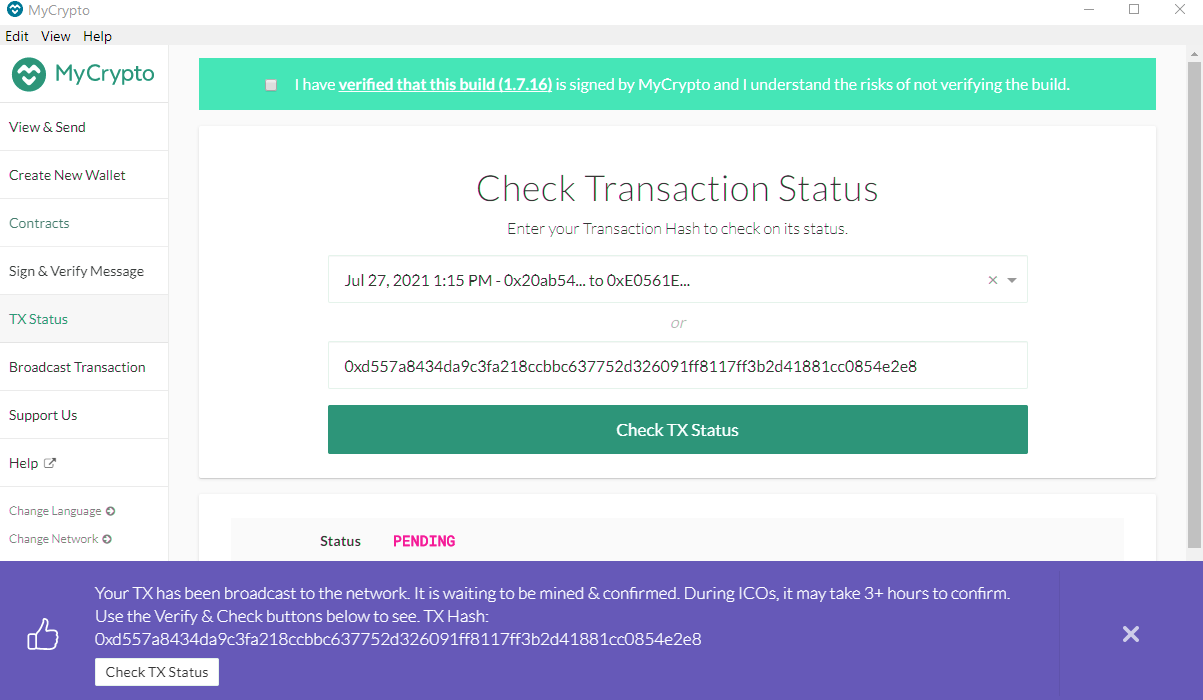 MyCrypto
Edit View Help
MyCrypto
View & Send
Create New Wallet
Contracts
Sign & Verify Message
TX Status
Broadcast Transaction
Support Us
Help
Change Language
Change Network
I have verified that this build (1.7.16) is signed by MyCrypto and I understand the risks of not verifying the build.
Check Transaction Status
Enter your Transaction Hash to check on its status.
Jul 27, 2021 1:15 PM - 0x20ab54... to 0xE0561E...
or
0xd557a8434da9c3fa218ccbbc637752d326091ff8117ff3b2d41881cc0854e2e8
Check TX Status
Status PENDING
Your TX has been broadcast to the network. It is waiting to be mined & confirmed. During ICOs, it may take 3+ hours to confirm.
Use the Verify & Check buttons below to see. TX Hash:
0xd557a8434da9c3fa218ccbbc637752d326091ff8117ff3b2d41881cc0854e2e8
Check TX Status